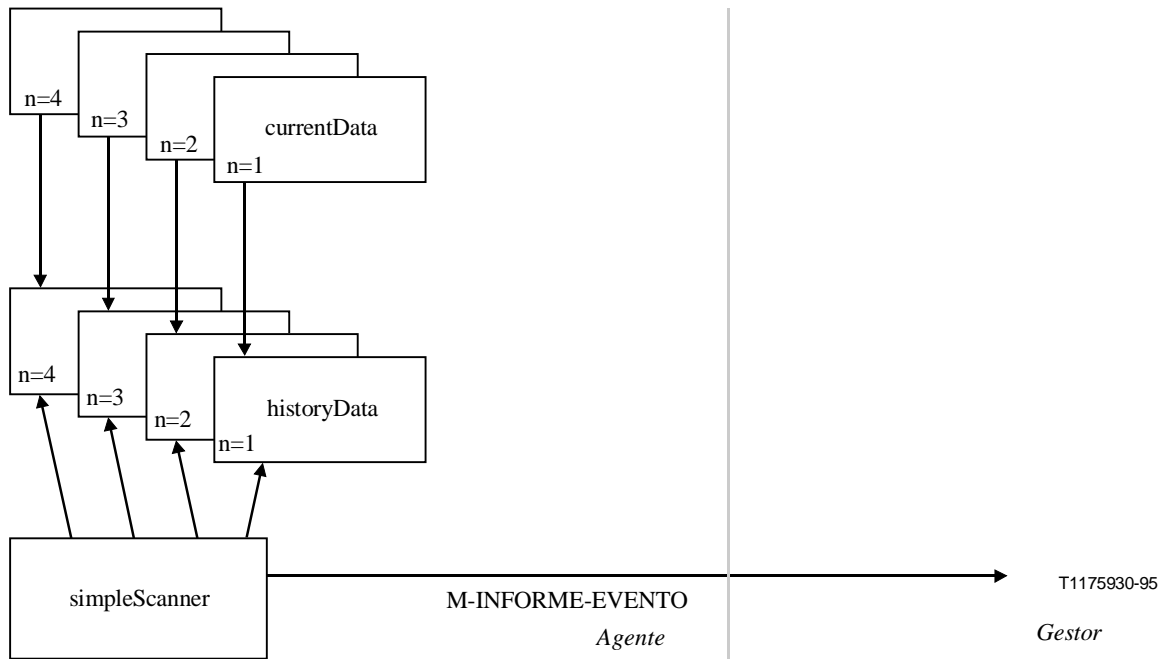 n=4
n=3
n=2
currentData
n=1
n=4
n=3
n=2
historyData
n=1
simpleScanner
M-INFORME-EVENTO
T1175930-95
Agente
Gestor